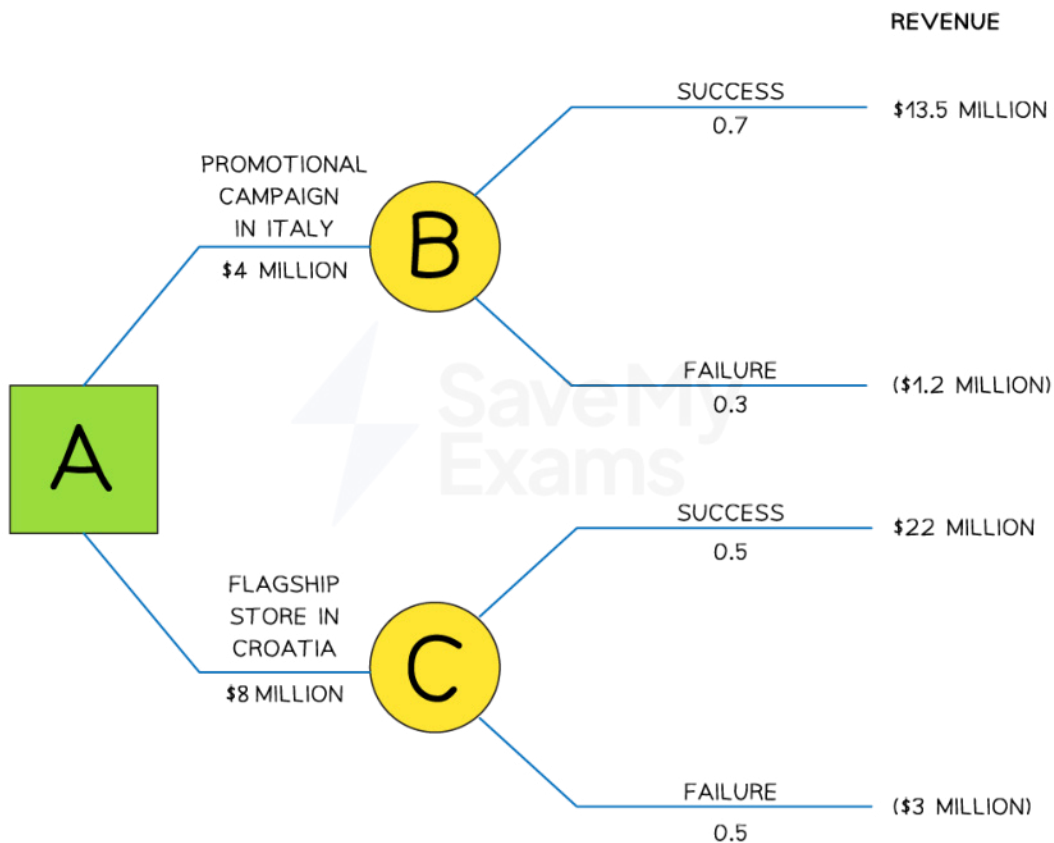 REVENUE
SUCCESS
0.7
$13.5 MILLION
PROMOTIONAL
CAMPAIGN
IN ITALY
$4 MILLION
B
FAILURE
0.3
($1.2 MILLION)
A
SaveMy
Exams
SUCCESS
0.5
$22 MILLION
FLAGSHIP
STORE IN
CROATIA
$8 MILLION
C
FAILURE
0.5
($3 MILLION)